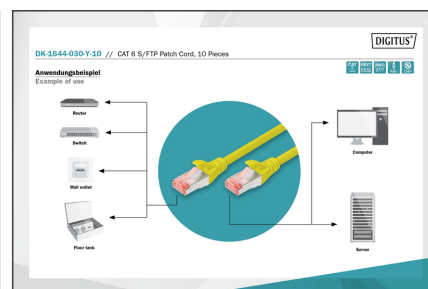 DIGITUS®
DK-1644-030-Y-10 // CAT 6 S/FTP Patch Cord, 10 Pieces
Anwendungsbeispiel
Example of use
Router
Switch
Wall outlet
Floor tank
Computer
Server